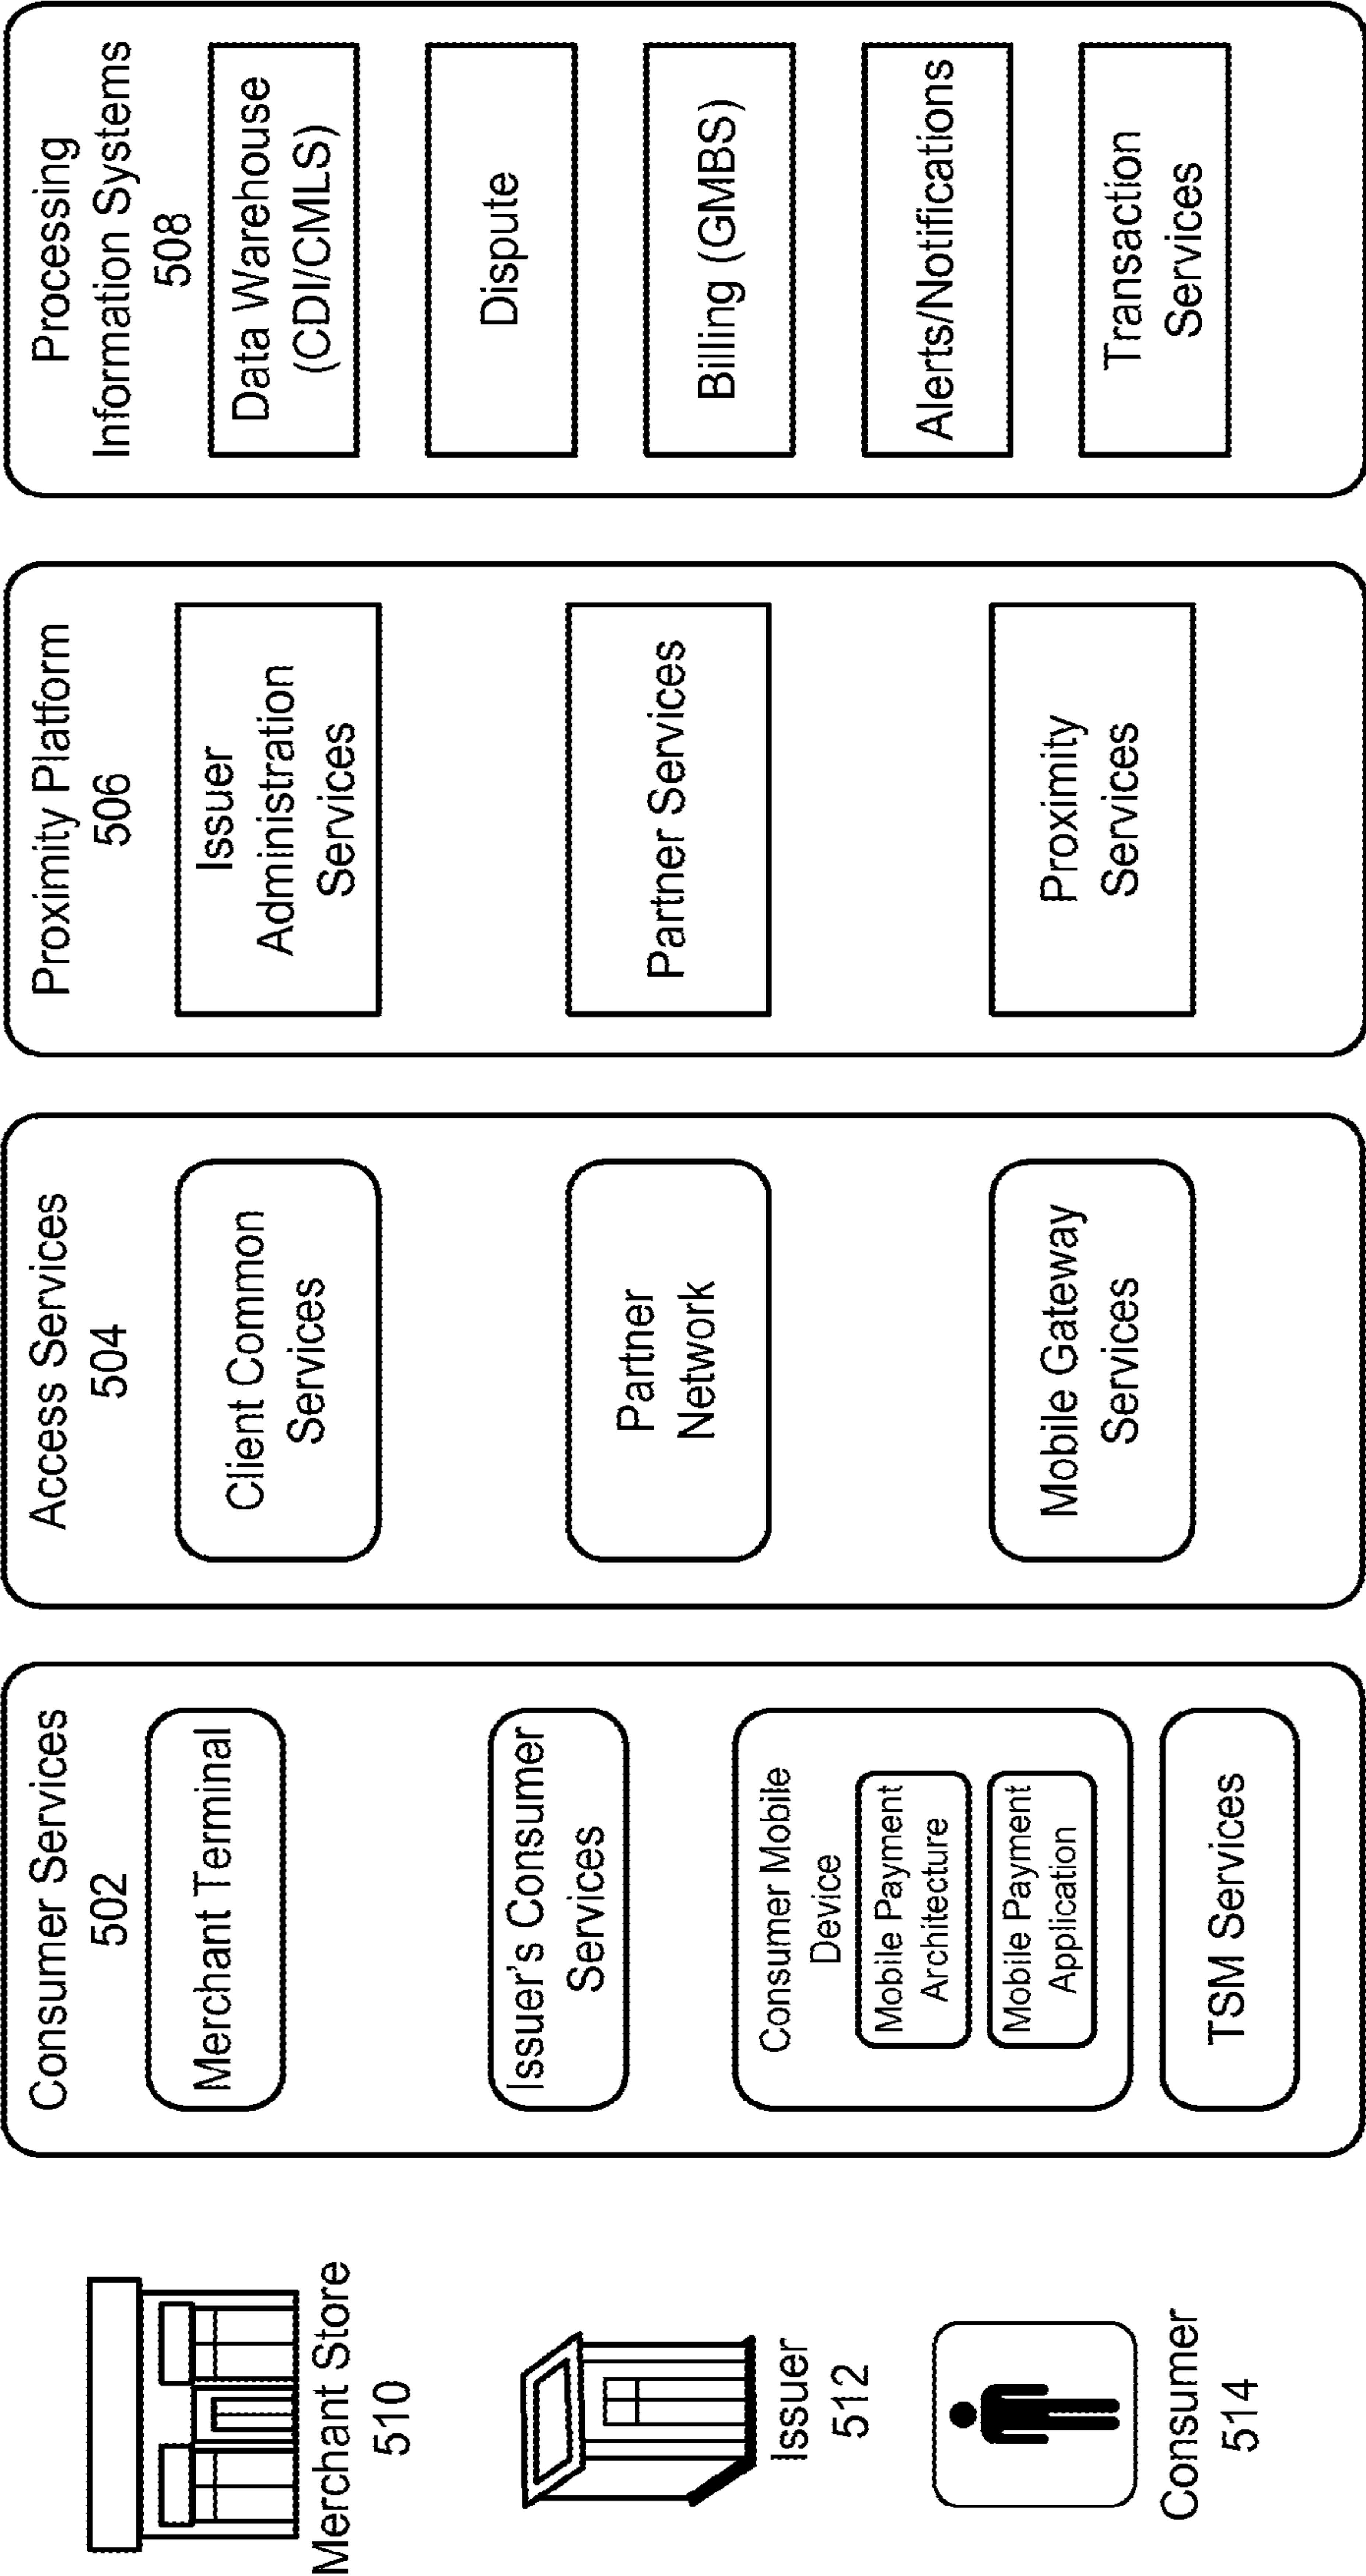 Merchant Store
510
Issuer
512
Consumer
514
Consumer Services
502
Merchant Terminal
Issuer's Consumer
Services
Consumer Mobile
Device
Mobile Payment
Architecture
Mobile Payment
Application
TSM Services
Access Services
504
Client Common
Services
Partner
Network
Mobile Gateway
Services
Proximity Platform
506
Issuer
Administration
Services
Partner Services
Proximity
Services
Processing
Information Systems
508
Data Warehouse
(CDI/CMLS)
Dispute
Billing (GMBS)
Alerts/Notifications
Transaction
Services